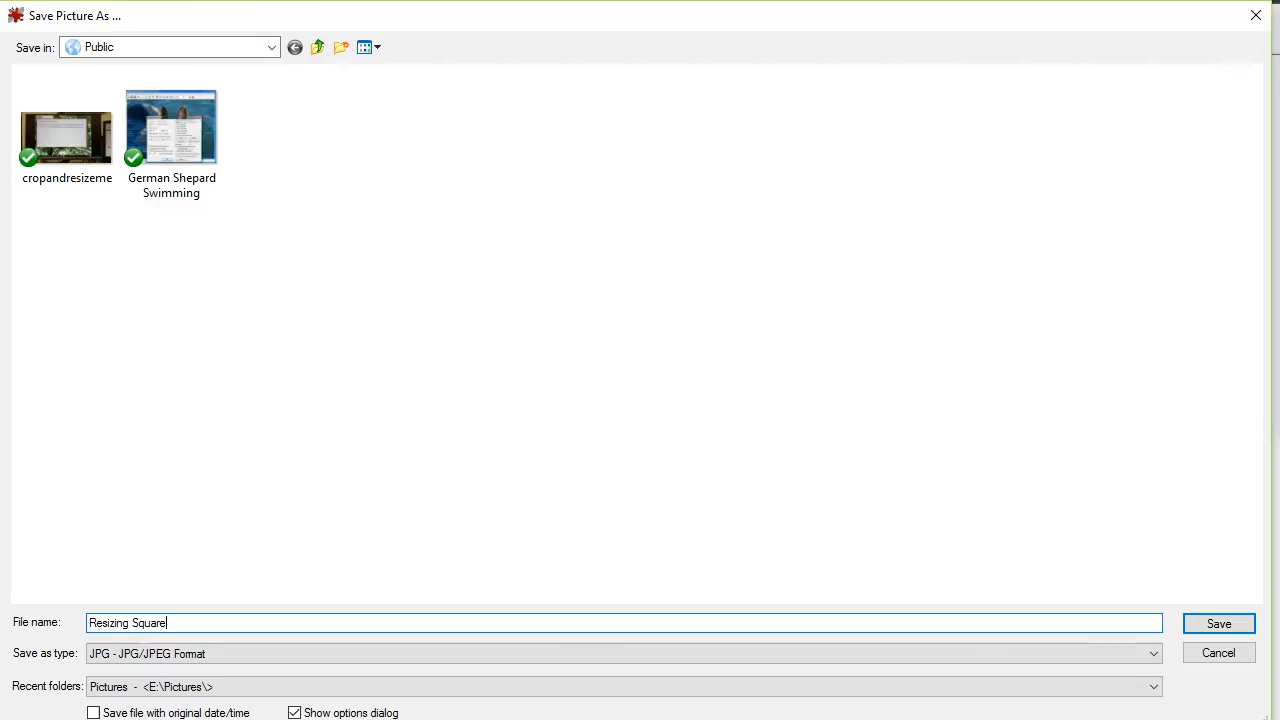 Save Picture As ...
Save in:
Public
cropandresizeme
German Shepard
Swimming
File name:
Resizing Square
Save
Save as type:
JPG - JPG/JPEG Format
Cancel
Recent folders:
Pictures - <E:\Pictures\>
Save file with original date/time
Show options dialog